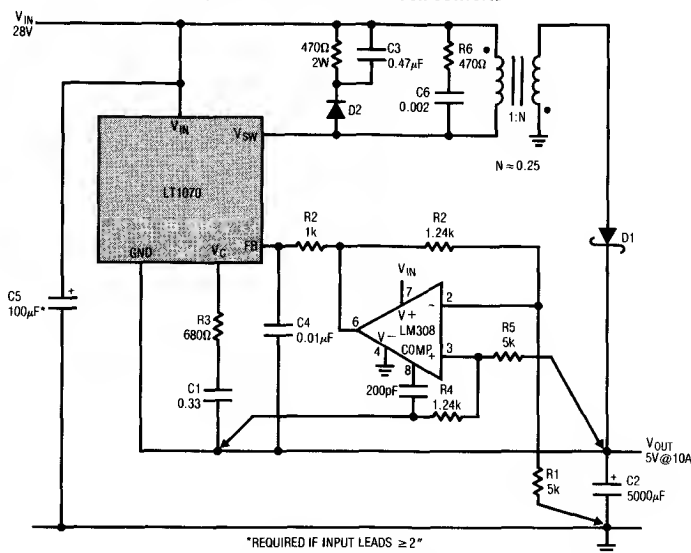 VIN
28V
470Ω
2W
C3
0.47µF
R6
470Ω
C6
0.002
D2
1:N
N ≈ 0.25
VIN
VSW
LT1070
GND
VC
FB
R2
1k
R2
1.24k
D1
C5
100µF*
+
R3
680Ω
C4
0.01µF
VIN
7
V+
−
2
6
LM308
V−
4
COMP
+
3
8
R5
5k
200pF
R4
1.24k
C1
0.33
VOUT
5V@10A
R1
5k
+
C2
5000µF
*REQUIRED IF INPUT LEADS ≥ 2"